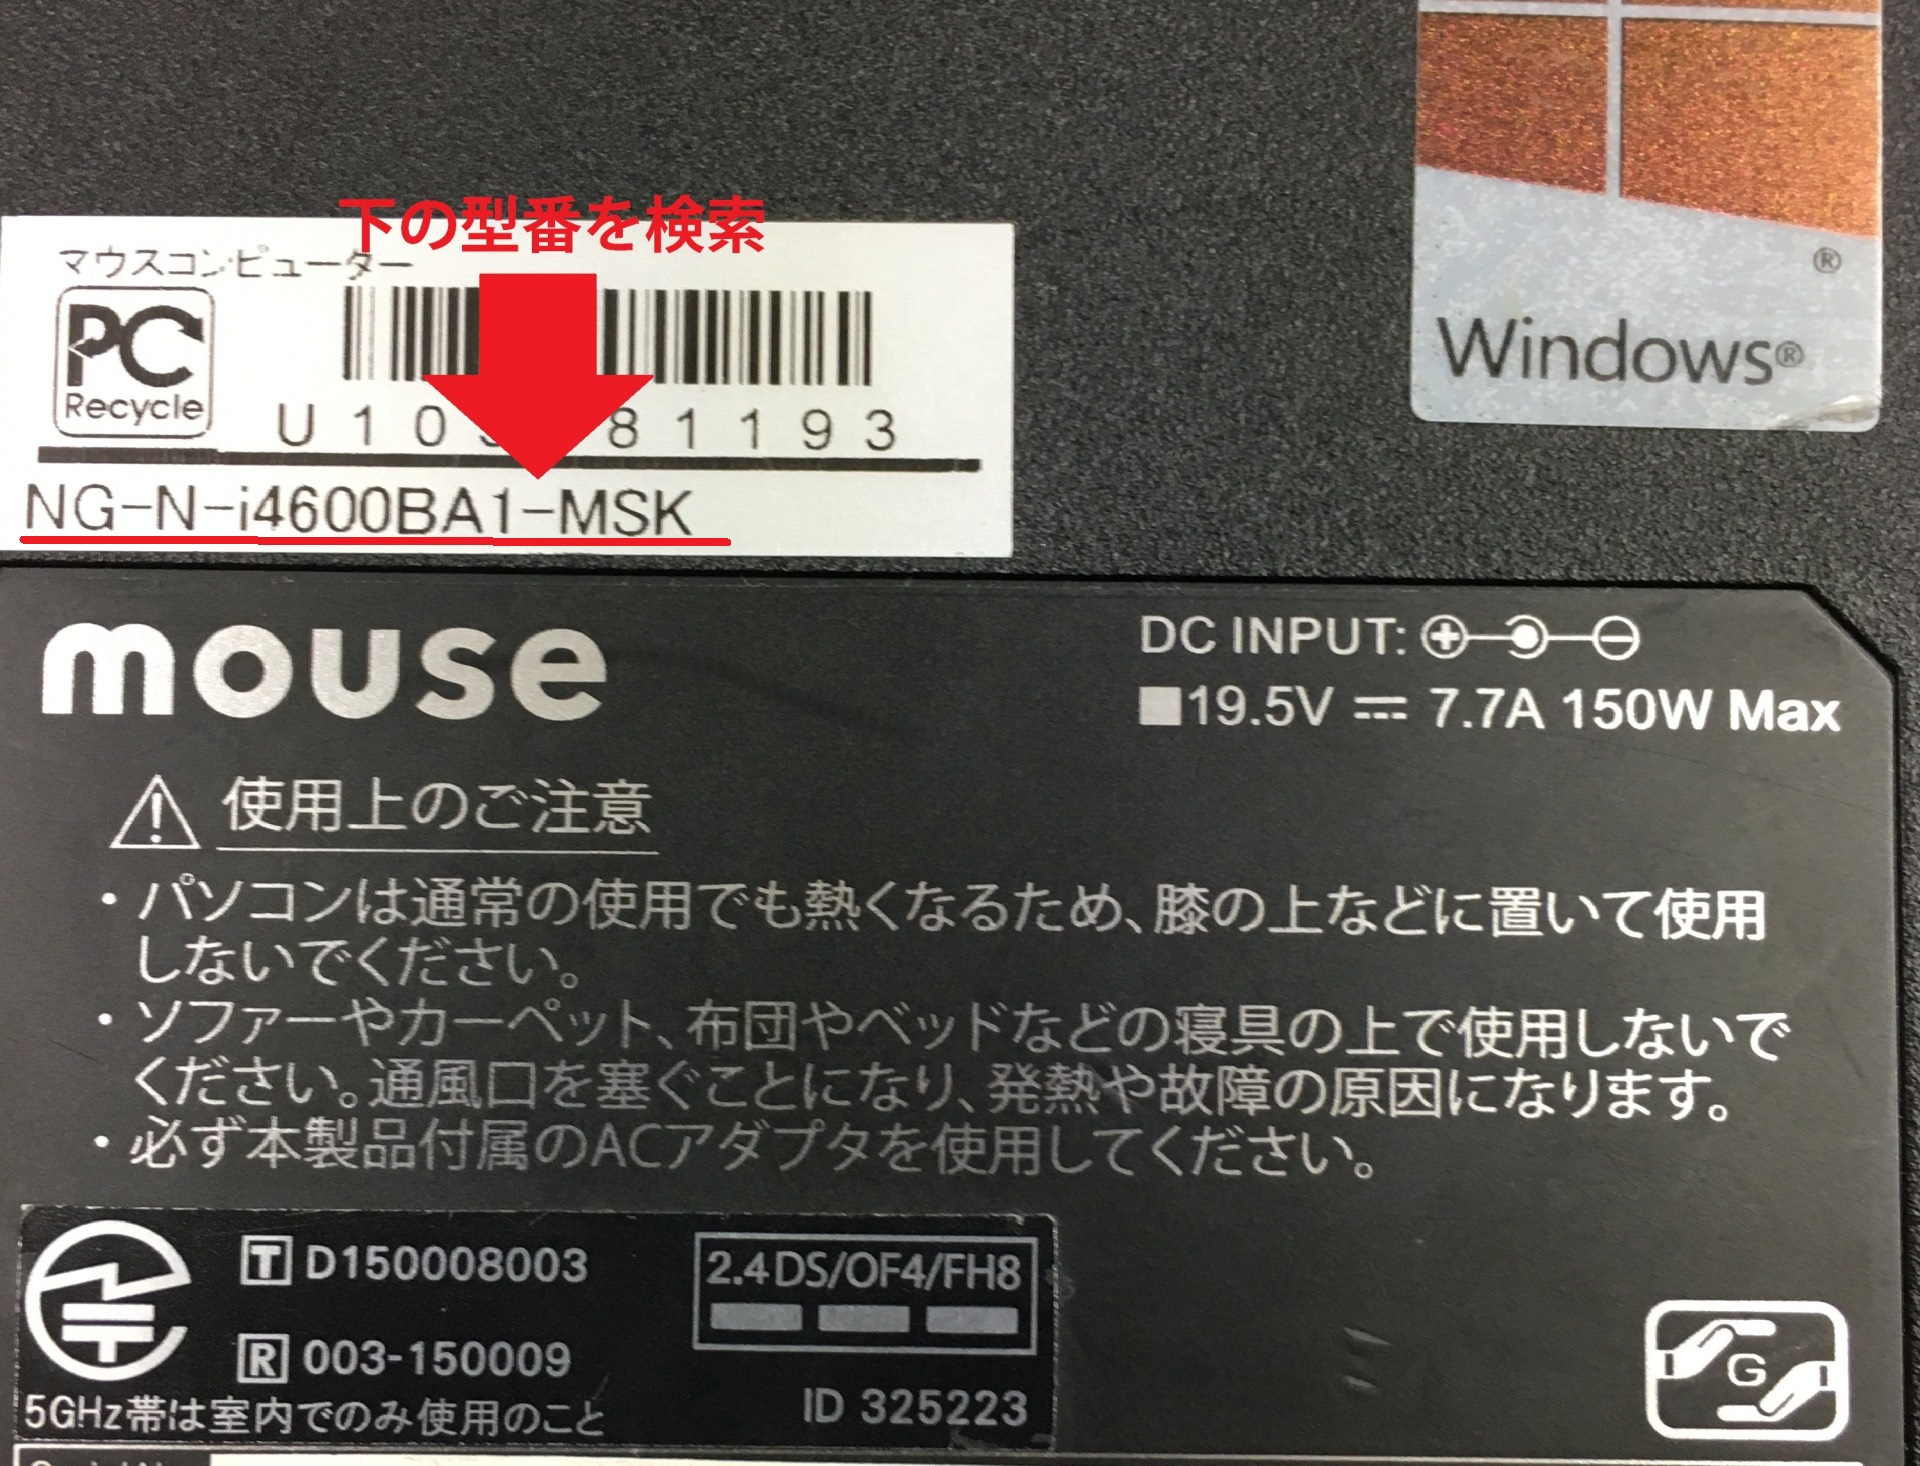 下の型番を検索
マウスコンピューター
PC
Recycle
U 1 0 8 1 1 9 3
NG-N-i4600BA1-MSK
®
Windows®
mouse
DC INPUT:
19.5V 7.7A 150W Max
使用上のご注意
・パソコンは通常の使用でも熱くなるため、膝の上などに置いて使用
しないでください。
・ソファーやカーペット、布団やベッドなどの寝具の上で使用しないで
ください。通風口を塞ぐことになり、発熱や故障の原因になります。
・必ず本製品付属のACアダプタを使用してください。
T D150008003
2.4DS/OF4/FH8
R 003-150009
5GHz帯は室内でのみ使用のこと
ID 325223
G